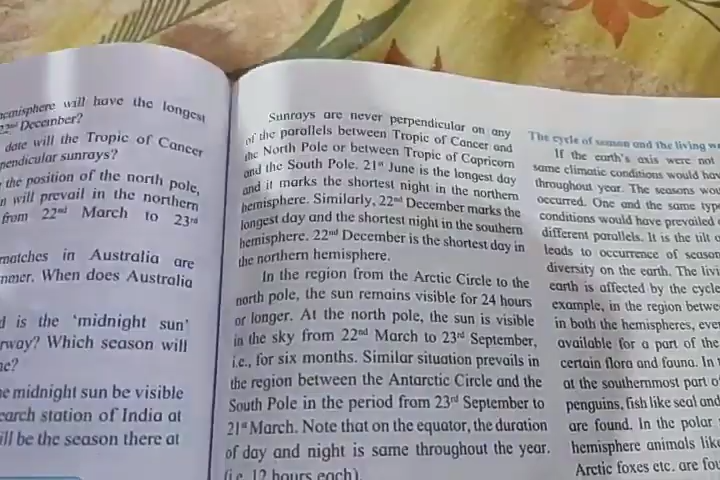 hemisphere will have the longest
22nd December?
date will the Tropic of Cancer
pendicular sunrays?
the position of the north pole,
will prevail in the northern
from 22nd March to 23rd
matches in Australia are
When does Australia
is the ‘midnight sun’
Which season will
midnight sun be visible
station of India at
will be the season there at
Sunrays are never perpendicular on any
of the parallels between Tropic of Cancer and
the North Pole or between Tropic of Capricorn
and the South Pole. 21st June is the longest day
and it marks the shortest night in the northern
hemisphere. Similarly, 22nd December marks the
longest day and the shortest night in the southern
hemisphere. 22nd December is the shortest day in
the northern hemisphere.
In the region from the Arctic Circle to the
north pole, the sun remains visible for 24 hours
or longer. At the north pole, the sun is visible
in the sky from 22nd March to 23rd September,
i.e., for six months. Similar situation prevails in
the region between the Antarctic Circle and the
South Pole in the period from 23rd September to
21st March. Note that on the equator, the duration
of day and night is same throughout the year.
(i.e. 12 hours each).
The cycle of season and the living
If the earth's axis were not
same climatic conditions would
throughout year. The seasons
occurred. One and the same
conditions would have prevailed
different parallels. It is the tilt
leads to occurrence of season
diversity on the earth. The
earth is affected by the cycle
example, in the region
in both the hemispheres,
available for a part of the
certain flora and fauna. In
at the southernmost part
penguins, fish like seal and
are found. In the polar
hemisphere animals like
Arctic foxes etc. are